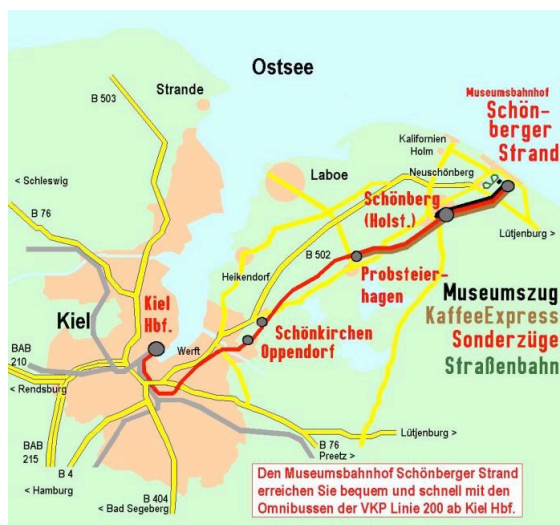 Ostsee
Strande
B 503
Museumsbahnhof
Schön-
berger
Strand
Kalifornien
Holm
Neuschönberg
Laboe
< Schleswig
B 76
Schönberg
(Holst.)
Lütjenburg >
B 502
Heikendorf
Probsteier-
hagen
Kiel
Kiel
Hbf.
Werft
Schönkirchen
Oppendorf
Museumszug
KaffeeExpress
Sonderzüge
Straßenbahn
BAB
210
< Rendsburg
BAB
215
B 4
< Hamburg
B 404
< Bad Segeberg
B 76
Preetz >
Lütjenburg >
Den Museumsbahnhof Schönberger Strand
erreichen Sie bequem und schnell mit den
Omnibussen der VKP Linie 200 ab Kiel Hbf.